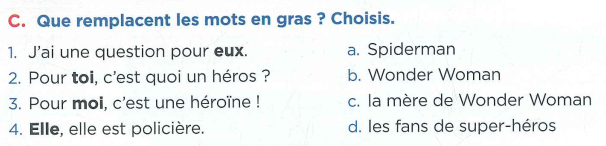 C. Que remplacent les mots en gras ? Choisis.
1. J'ai une question pour eux. a. Spiderman
2. Pour toi, c'est quoi un héros ? b. Wonder Woman
3. Pour moi, c'est une héroïne ! c. la mère de Wonder Woman
4. Elle, elle est policière. d. les fans de super-héros